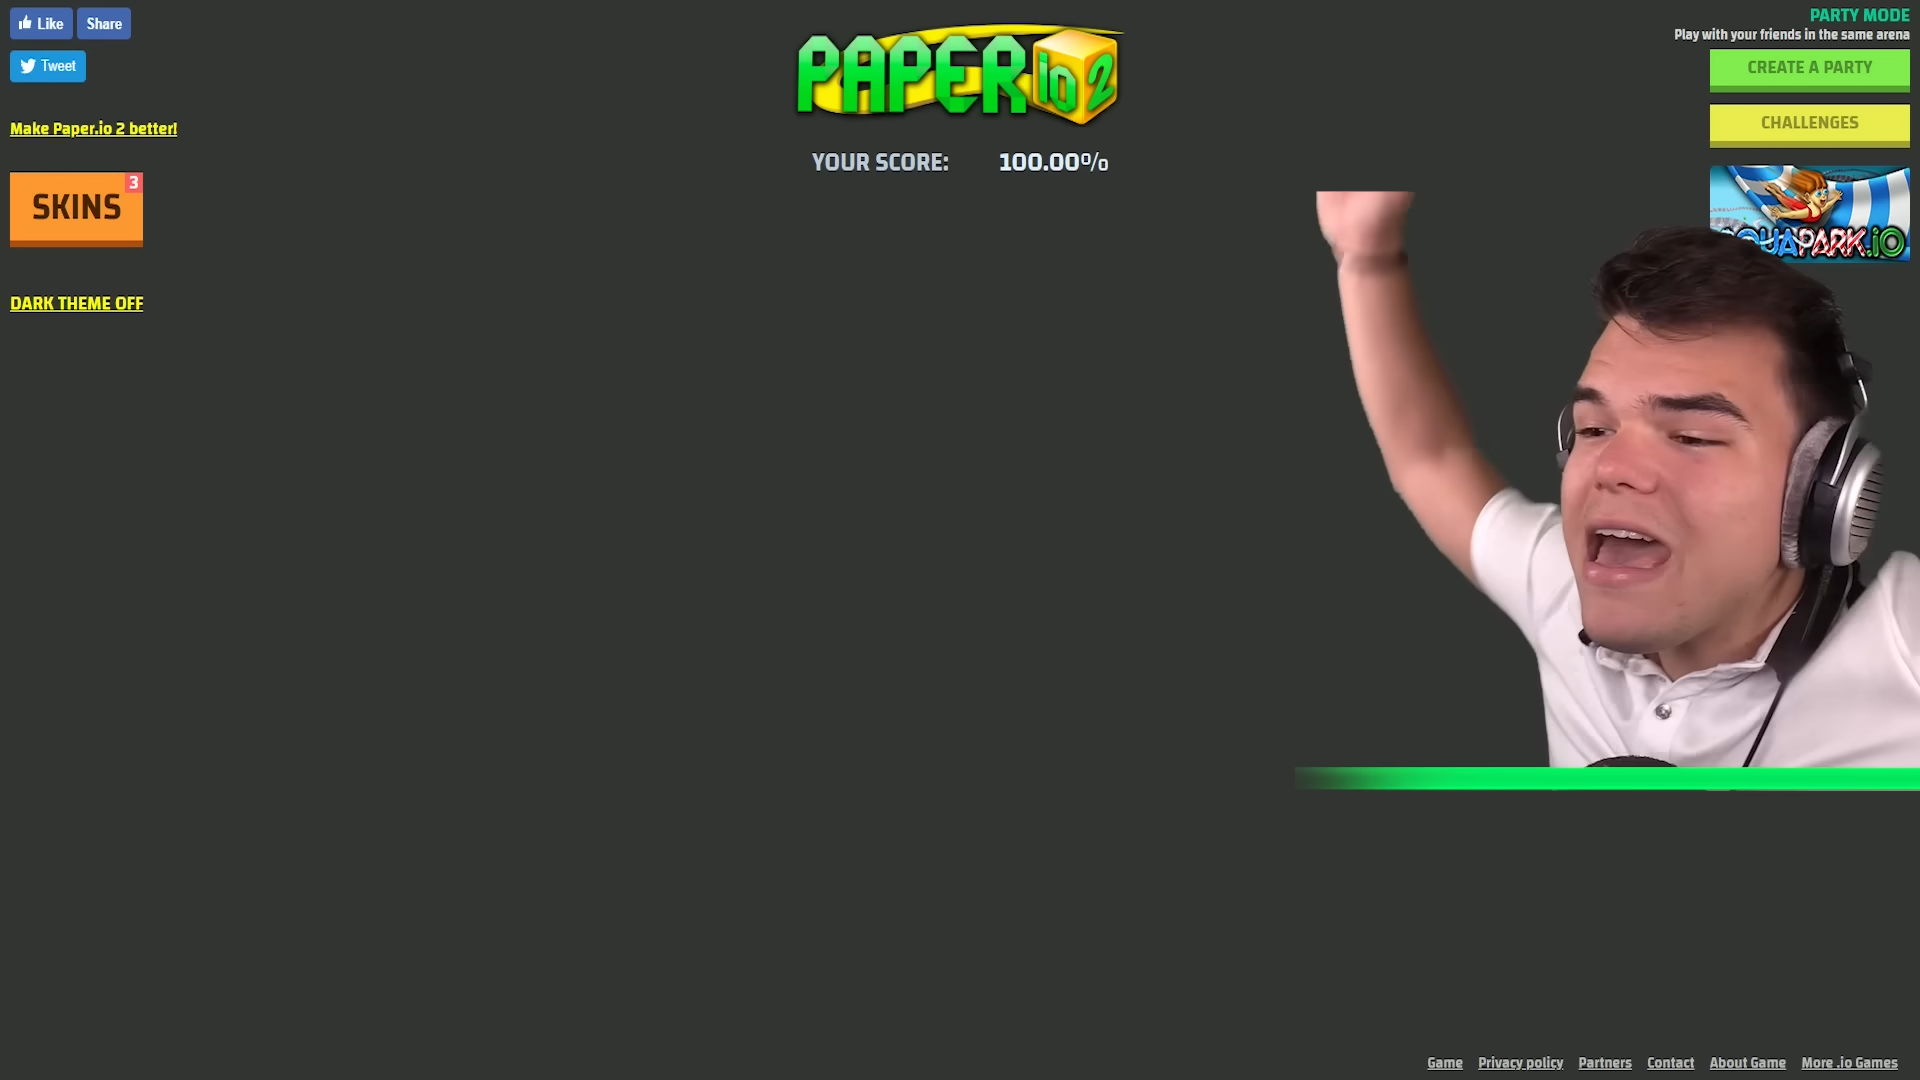 Like Share
Tweet
Make Paper.io 2 better!
SKINS 3
DARK THEME OFF
PAPER io 2
YOUR SCORE: 100.00%
PARTY MODE
Play with your friends in the same arena
CREATE A PARTY
CHALLENGES
AQUAPARK.iO
Game Privacy policy Partners Contact About Game More .io Games